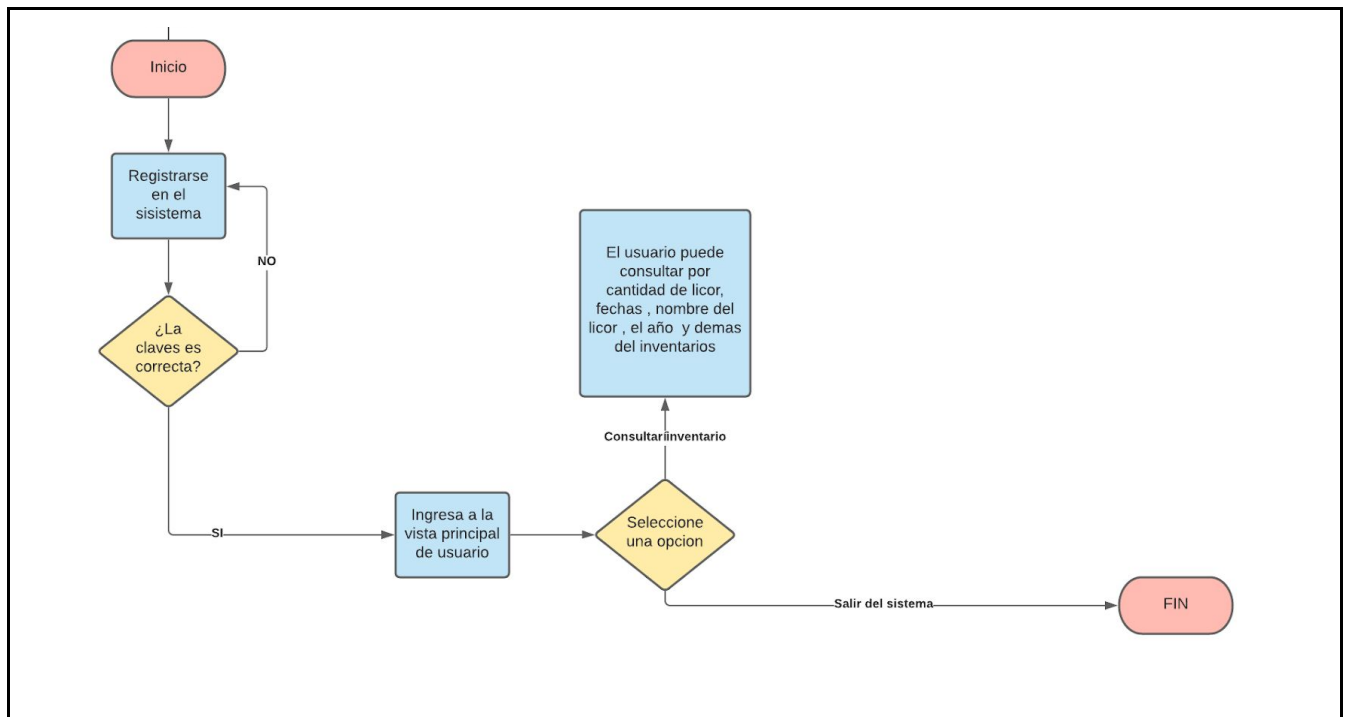 Inicio
Registrarse
en el
sisistema
NO
¿La
claves es
correcta?
El usuario puede
consultar por
cantidad de licor,
fechas , nombre del
licor , el año y demas
del inventarios
Consultar inventario
SI
Ingresa a la
vista principal
de usuario
Seleccione
una opcion
Salir del sistema
FIN